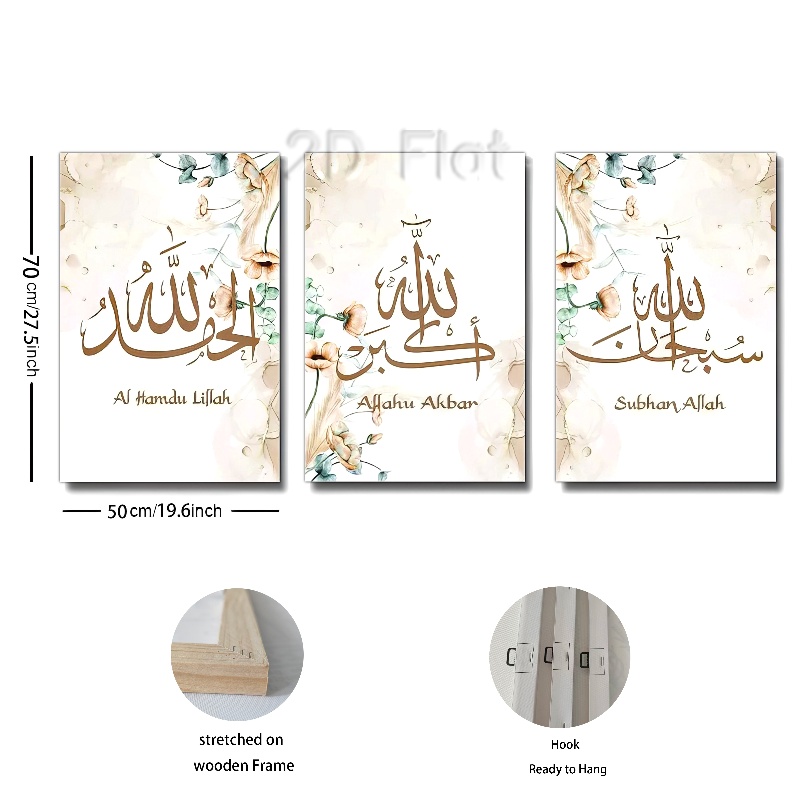 2D Flat
الحمد لله
Al Hamdu Lillah
الله أكبر
Allahu Akbar
سبحان الله
Subhan Allah
70 cm/27.5inch
50 cm/19.6inch
stretched on
wooden Frame
Hook
Ready to Hang